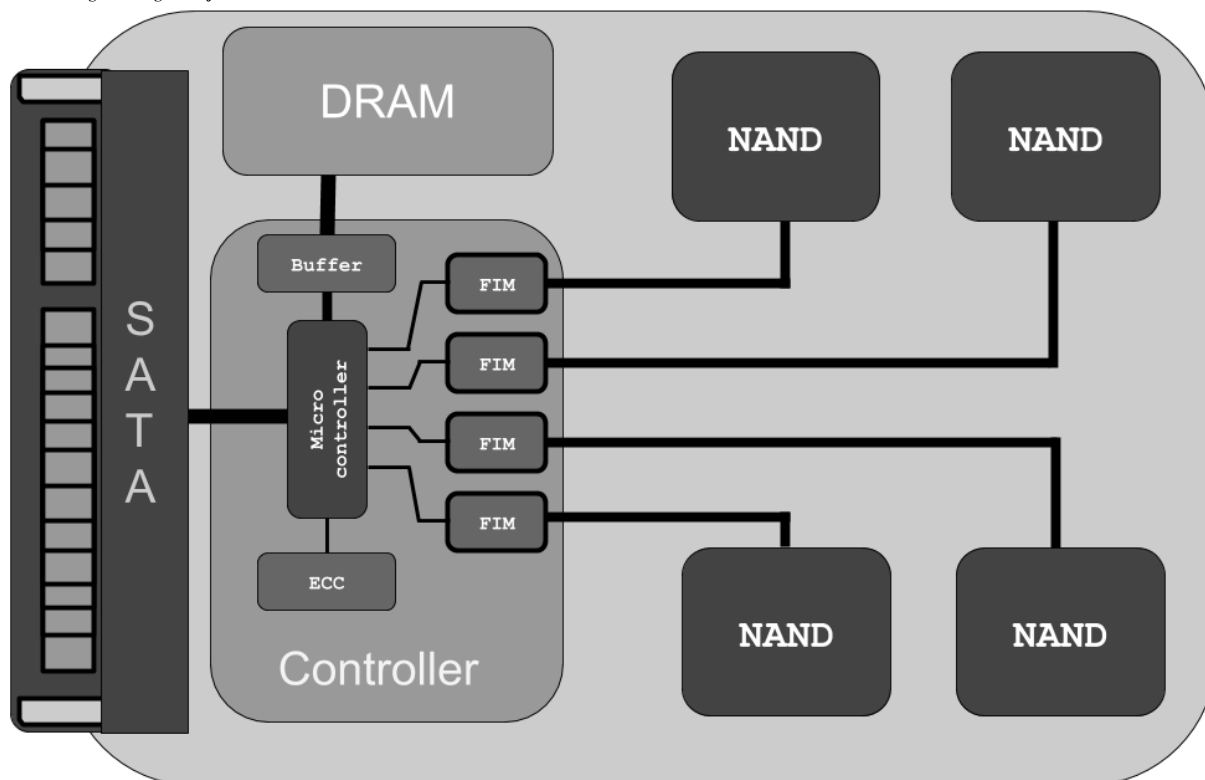 DRAM
NAND
NAND
Buffer
FIM
S
A
T
A
Micro
controller
FIM
FIM
FIM
ECC
NAND
NAND
Controller